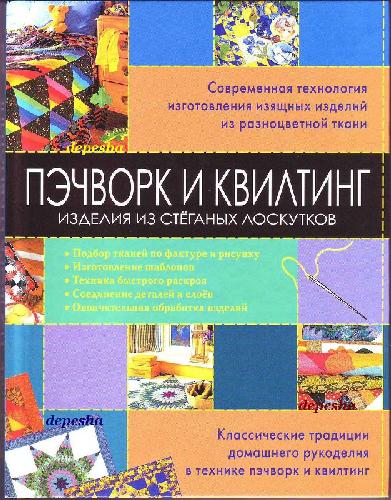 Современная технология
изготовления изящных изделий
из разноцветной ткани
depesha
ПЭЧВОРК И КВИЛТИНГ
ИЗДЕЛИЯ ИЗ СТЁГАНЫХ ЛОСКУТКОВ
• Подбор тканей по фактуре и рисунку
• Изготовление шаблонов
• Техника быстрого раскроя
• Соединение деталей и слоёв
• Окончательная обработка изделий
depesha
depesha
Классические традиции
домашнего рукоделия
в технике пэчворк и квилтинг